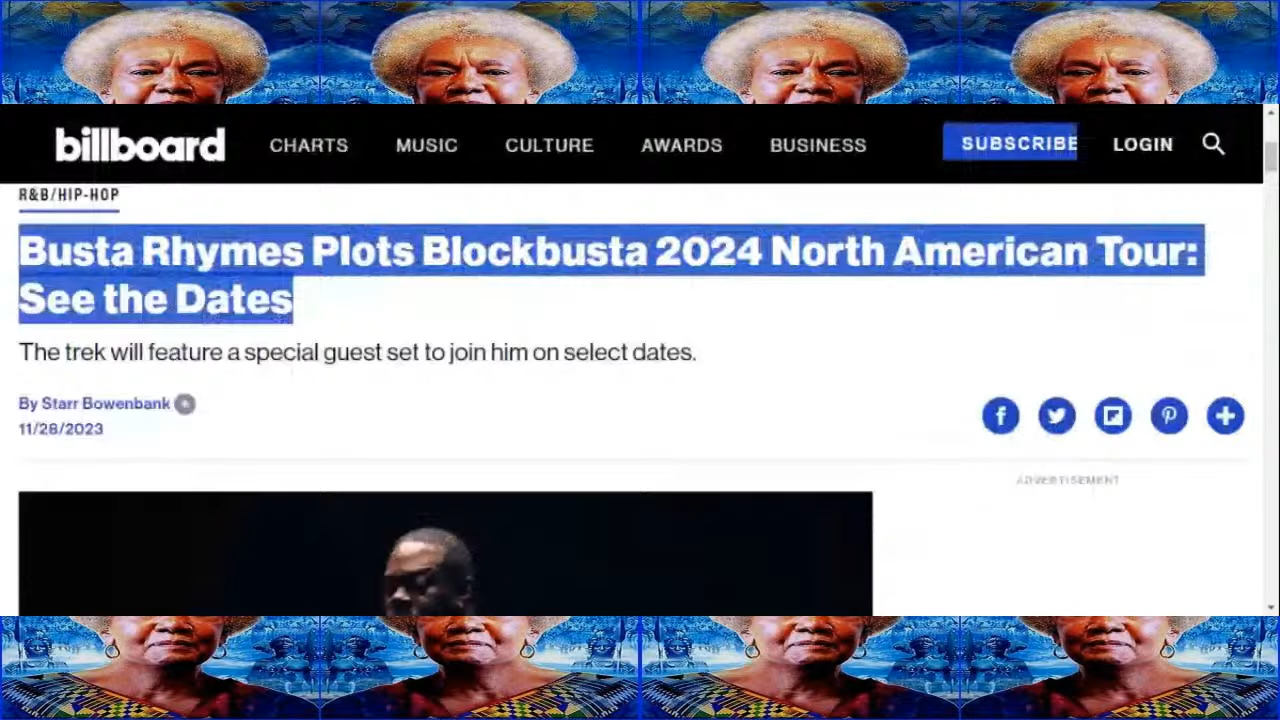 billboard CHARTS MUSIC CULTURE AWARDS BUSINESS SUBSCRIBE LOGIN
R&B/HIP-HOP
Busta Rhymes Plots Blockbusta 2024 North American Tour:
See the Dates
The trek will feature a special guest set to join him on select dates.
By Starr Bowenbank
11/28/2023
ADVERTISEMENT